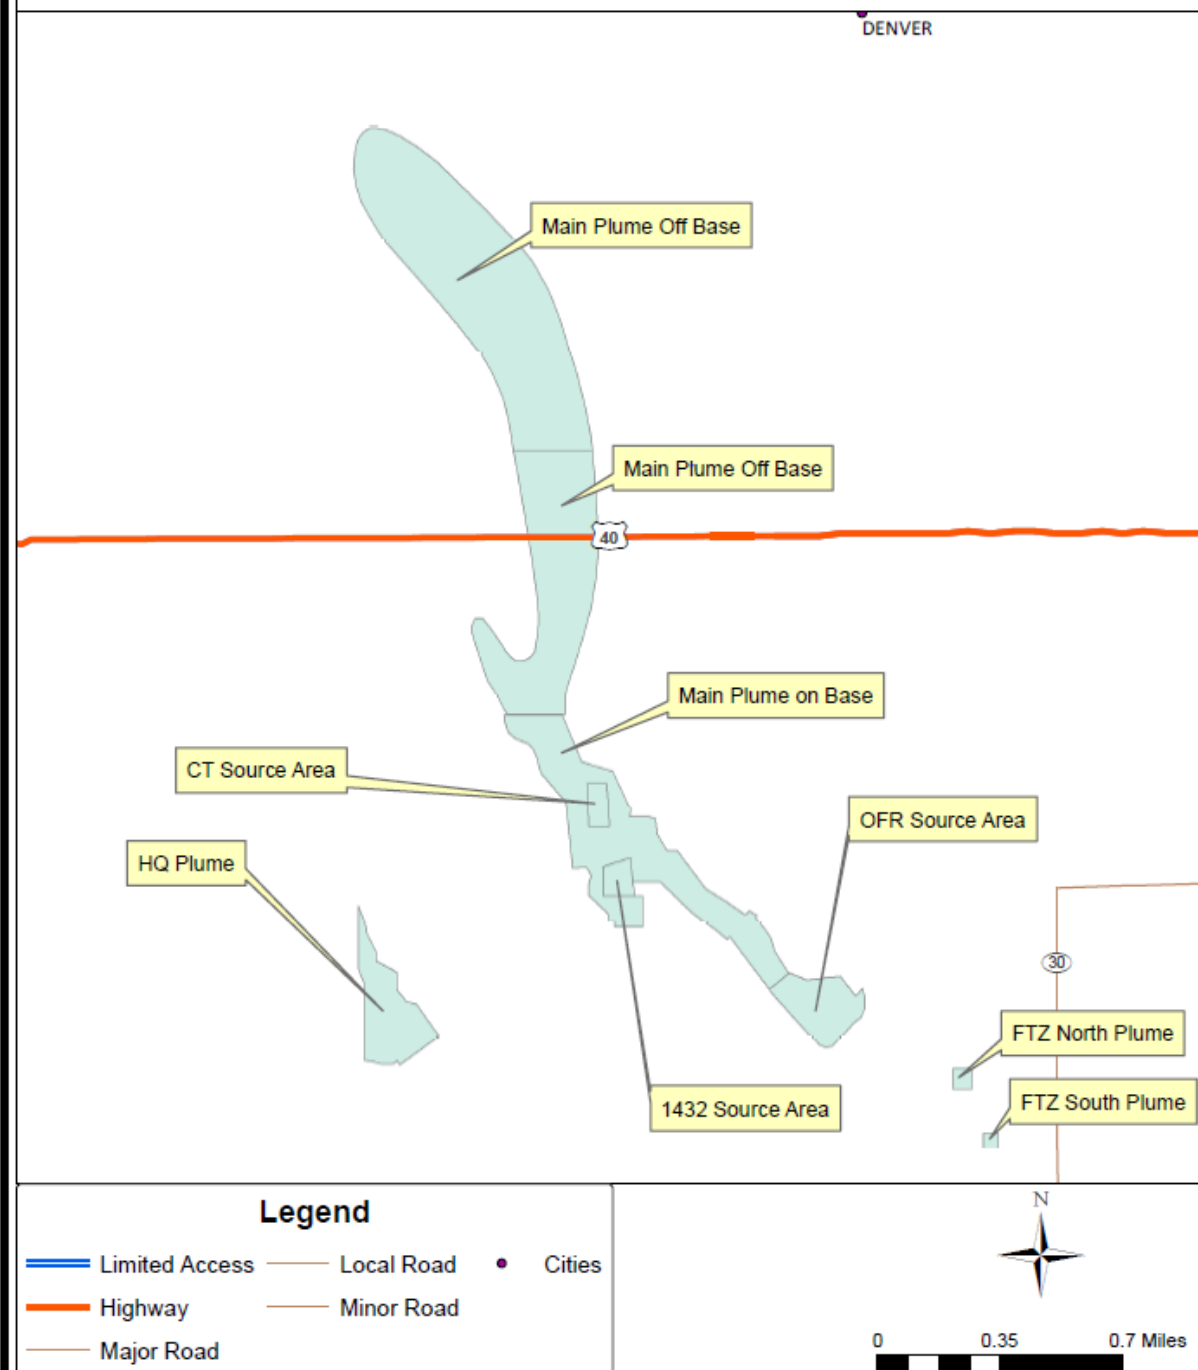 DENVER
Main Plume Off Base
Main Plume Off Base
40
Main Plume on Base
CT Source Area
OFR Source Area
HQ Plume
30
FTZ North Plume
FTZ South Plume
1432 Source Area
Legend
N
Limited Access
Local Road
Cities
Highway
Minor Road
Major Road
0 0.35 0.7 Miles